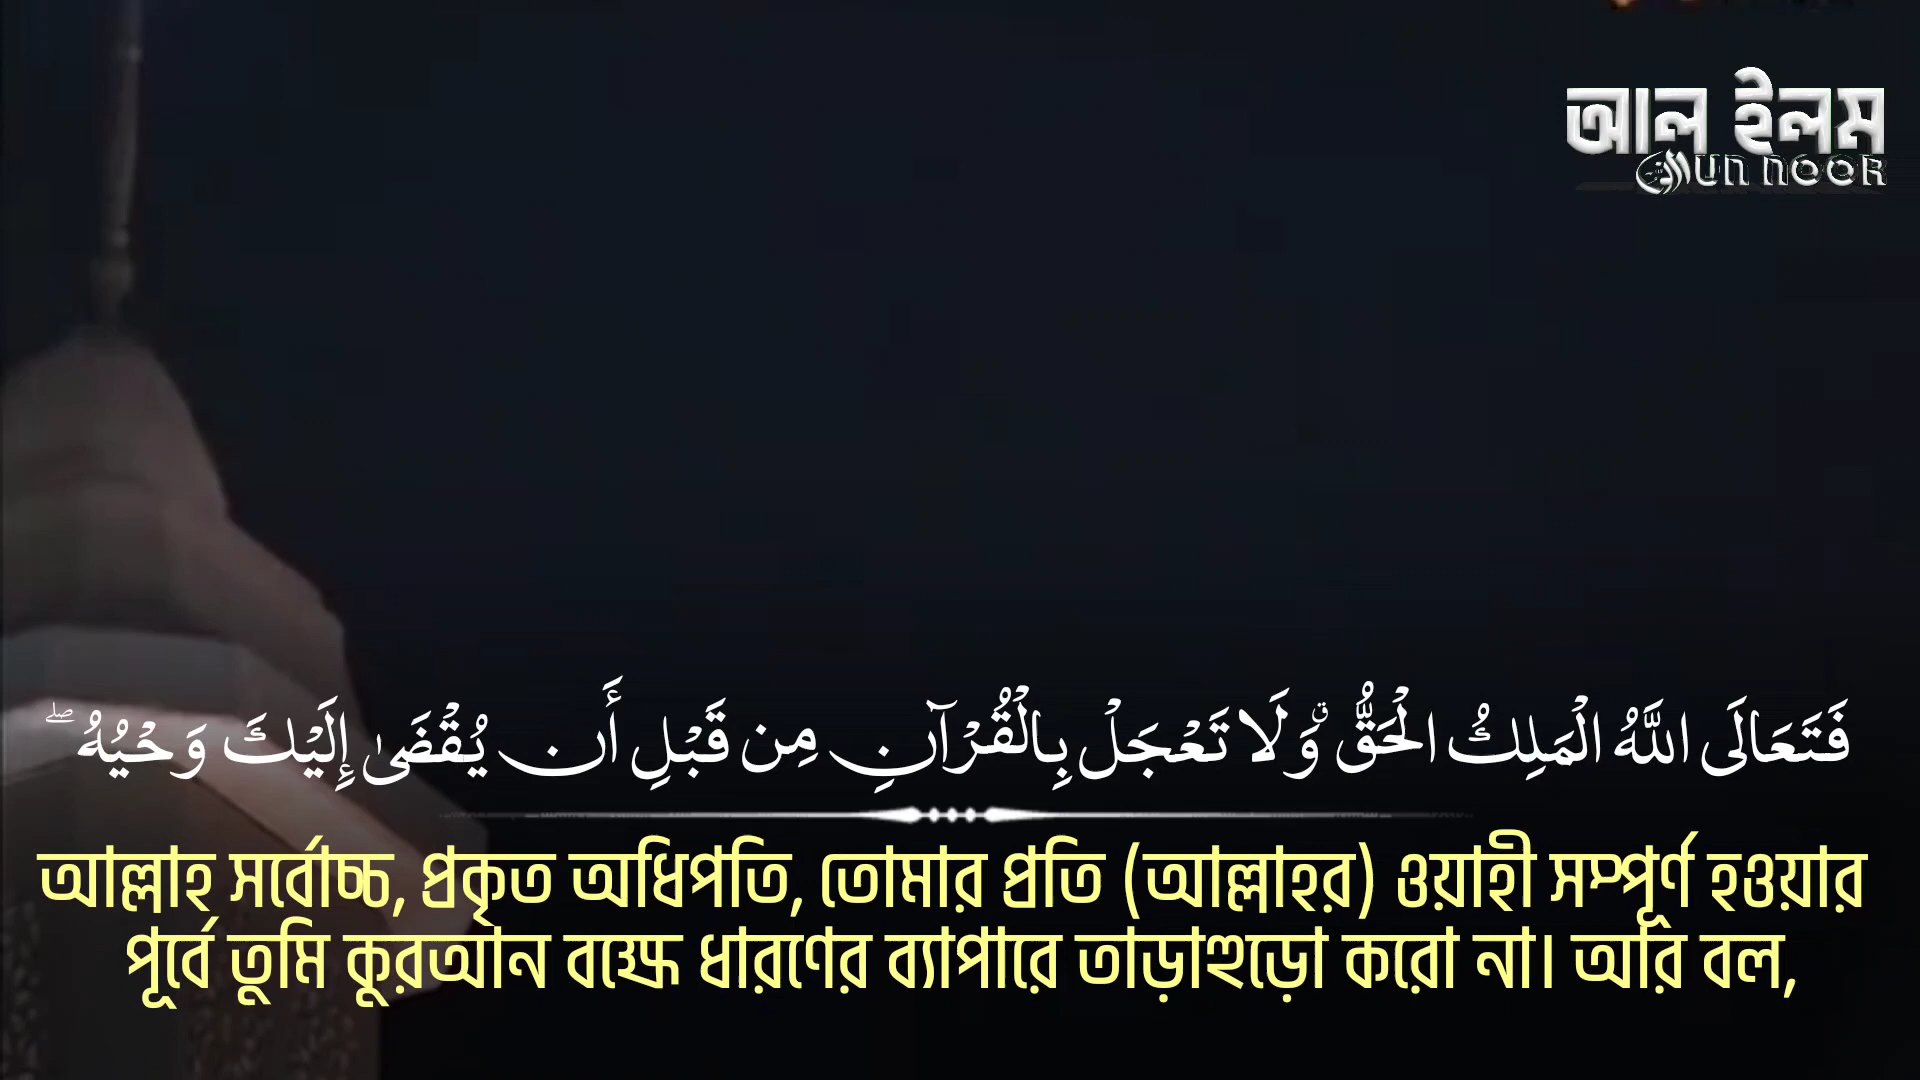 আল ইলম
UN NOOR
فَتَعَالَى اللَّهُ الْمَلِكُ الْحَقُّ ۗ وَلَا تَعْجَلْ بِالْقُرْآنِ مِن قَبْلِ أَن يُقْضَىٰ إِلَيْكَ وَحْيُهُ ۖ
আল্লাহ সর্বোচ্চ, প্রকৃত অধিপতি, তোমার প্রতি (আল্লাহর) ওয়াহী সম্পূর্ণ হওয়ার
পূর্বে তুমি কুরআন বক্ষে ধারণের ব্যাপারে তাড়াহুড়ো করো না। আর বল,